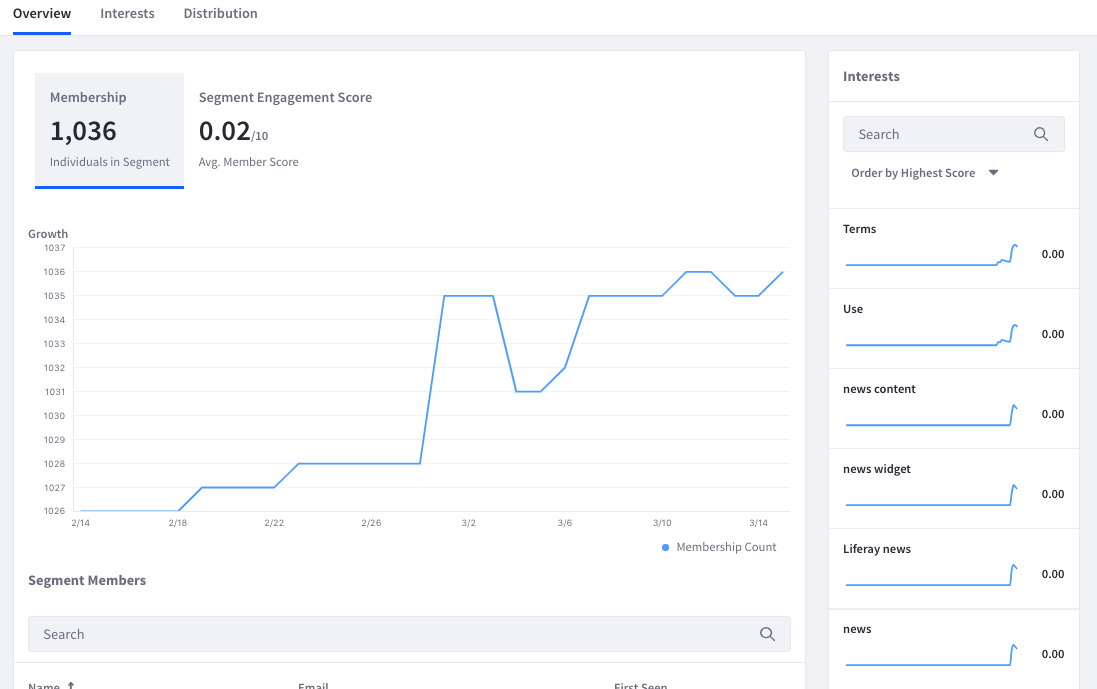 Overview Interests Distribution
Membership
1,036
Individuals in Segment
Segment Engagement Score
0.02/10
Avg. Member Score
Growth
1037
1036
1035
1034
1033
1032
1031
1030
1029
1028
1027
1026
2/14 2/18 2/22 2/26 3/2 3/6 3/10 3/14
Membership Count
Segment Members
Search
Name Email First Seen
Interests
Search
Order by Highest Score
Terms
0.00
Use
0.00
news content
0.00
news widget
0.00
Liferay news
0.00
news
0.00